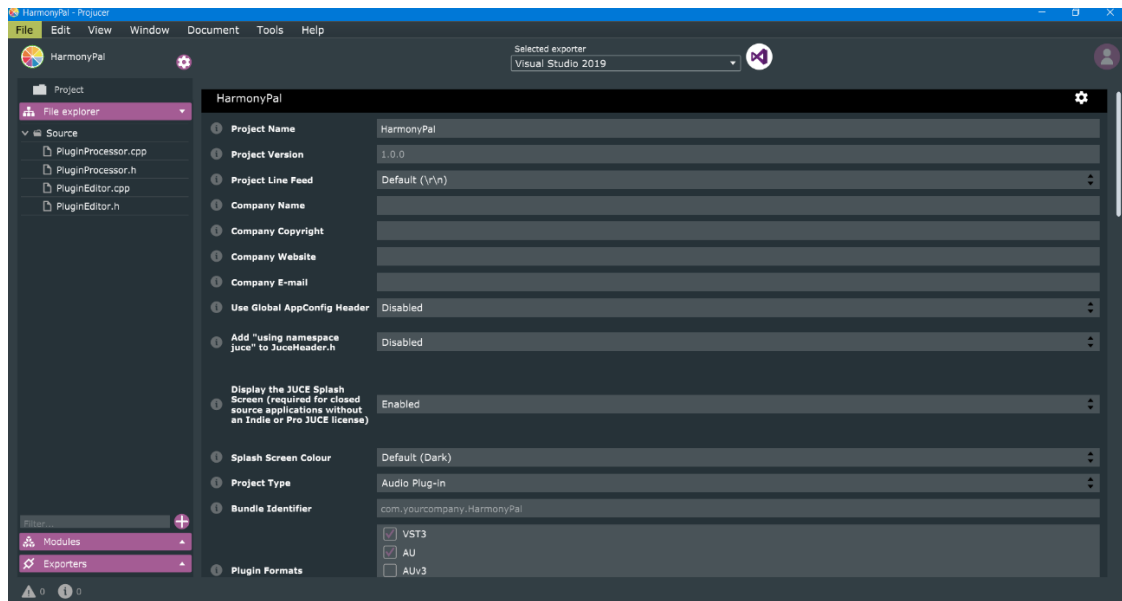 HarmonyPal - Projucer
File Edit View Window Document Tools Help
HarmonyPal
Selected exporter
Visual Studio 2019
Project
File explorer
Source
PluginProcessor.cpp
PluginProcessor.h
PluginEditor.cpp
PluginEditor.h
Filter...
Modules
Exporters
0 0
HarmonyPal
Project Name HarmonyPal
Project Version 1.0.0
Project Line Feed Default (\r\n)
Company Name
Company Copyright
Company Website
Company E-mail
Use Global AppConfig Header Disabled
Add "using namespace
juce" to JuceHeader.h Disabled
Display the JUCE Splash
Screen (required for closed
source applications without
an Indie or Pro JUCE license) Enabled
Splash Screen Colour Default (Dark)
Project Type Audio Plug-in
Bundle Identifier com.yourcompany.HarmonyPal
Plugin Formats
VST3
AU
AUv3